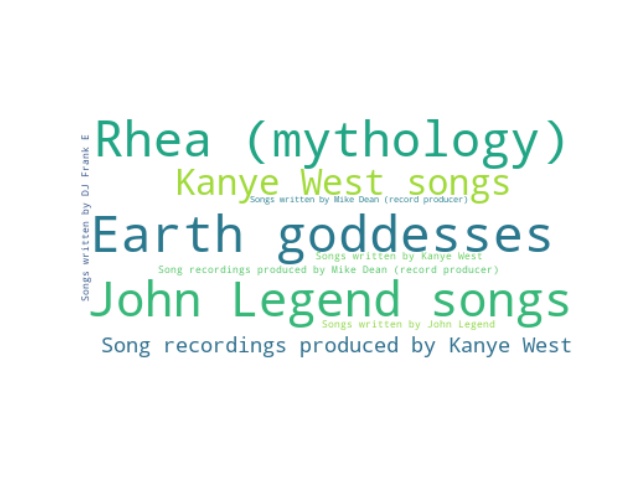 Songs written by DJ Frank E
Rhea (mythology)
Kanye West songs
Songs written by Mike Dean (record producer)
Earth goddesses
Songs written by Kanye West
Song recordings produced by Mike Dean (record producer)
John Legend songs
Songs written by John Legend
Song recordings produced by Kanye West